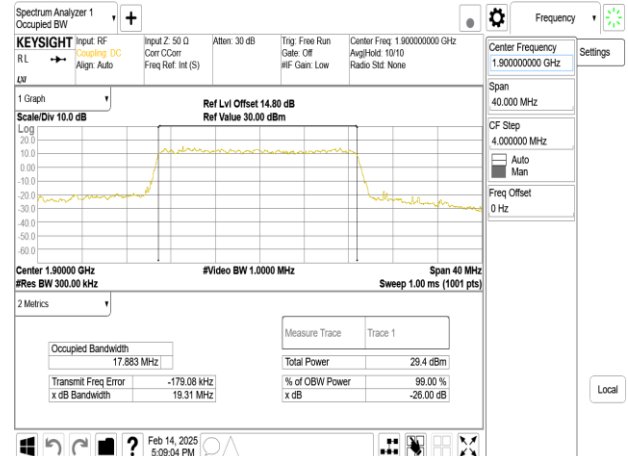 Spectrum Analyzer 1
Occupied BW
Frequency
KEYSIGHT
RL
LXI
Input: RF
Coupling: DC
Align: Auto
Input Z: 50 Ω
Corr CCorr
Freq Ref: Int (S)
Atten: 30 dB
Trig: Free Run
Gate: Off
#IF Gain: Low
Center Freq: 1.900000000 GHz
Avg|Hold: 10/10
Radio Std: None
Center Frequency
1.900000000 GHz
Settings
Span
40.000 MHz
CF Step
4.000000 MHz
Auto
Man
Freq Offset
0 Hz
Local
1 Graph
Scale/Div 10.0 dB
Ref Lvl Offset 14.80 dB
Ref Value 30.00 dBm
Log
20.0
10.0
0.00
-10.0
-20.0
-30.0
-40.0
-50.0
-60.0
Center 1.90000 GHz
#Video BW 1.0000 MHz
Span 40 MHz
#Res BW 300.00 kHz
Sweep 1.00 ms (1001 pts)
2 Metrics
Measure Trace Trace 1
Occupied Bandwidth
17.883 MHz
Total Power 29.4 dBm
Transmit Freq Error -179.08 kHz
% of OBW Power 99.00 %
x dB Bandwidth 19.31 MHz
x dB -26.00 dB
?
Feb 14, 2025
5:09:04 PM